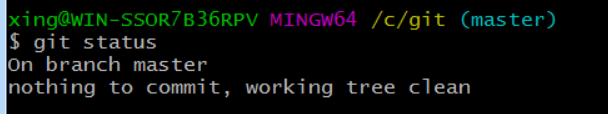 xing@WIN-SSOR7B36RPV MINGW64 /c/git (master)
$ git status
On branch master
nothing to commit, working tree clean